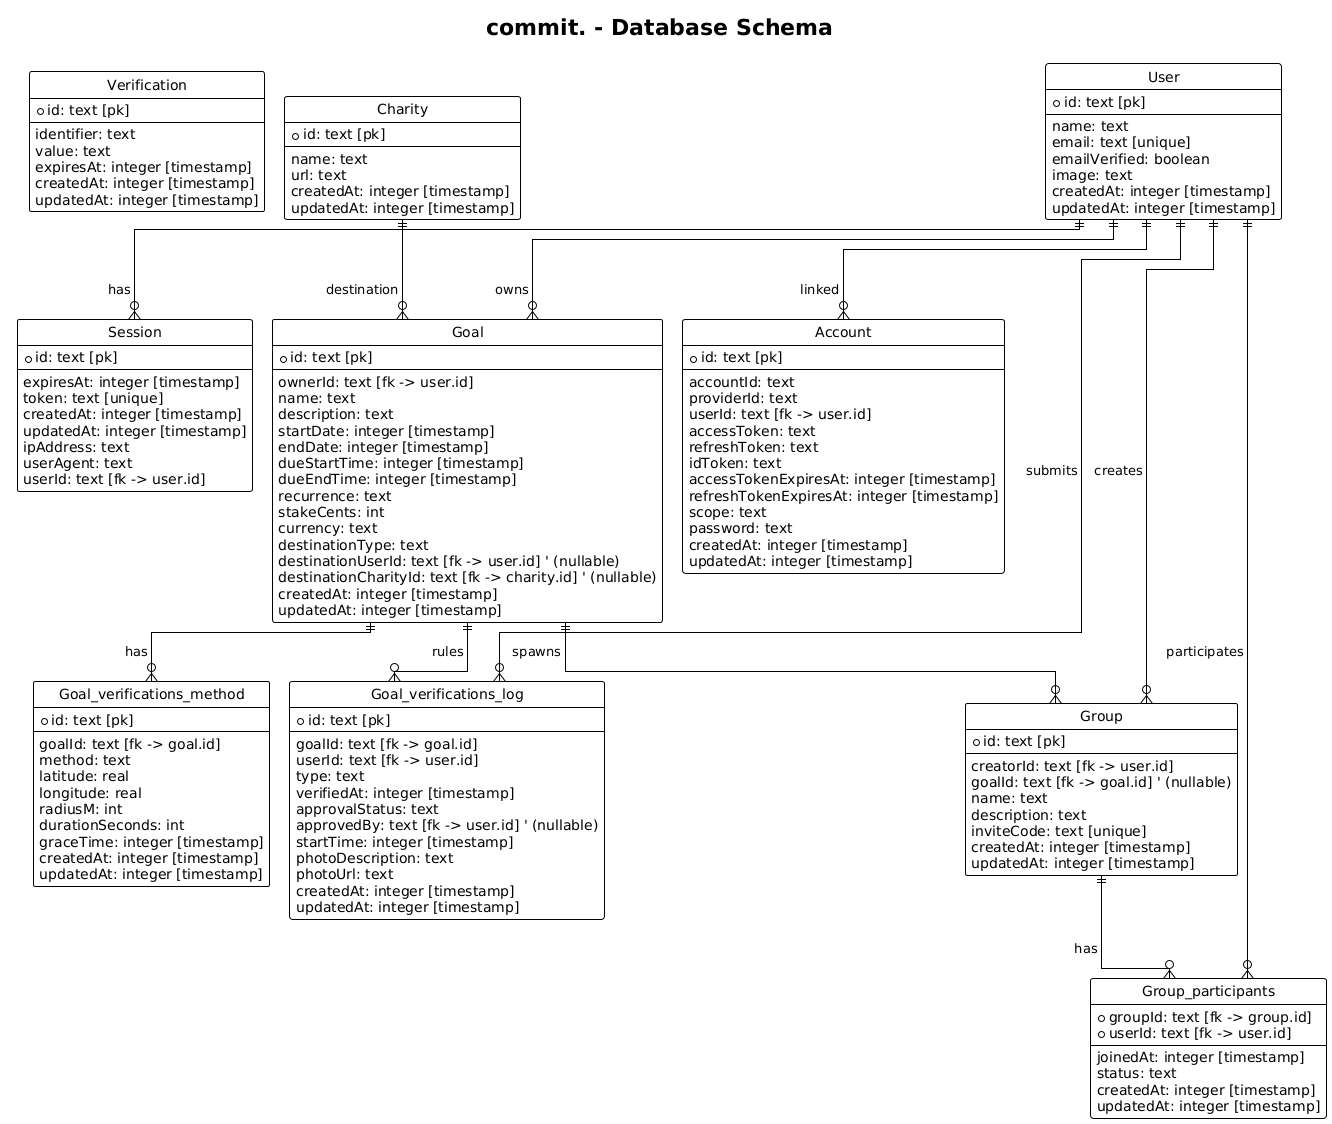 commit. - Database Schema
Verification
id: text [pk]
identifier: text
value: text
expiresAt: integer [timestamp]
createdAt: integer [timestamp]
updatedAt: integer [timestamp]
Charity
id: text [pk]
name: text
url: text
createdAt: integer [timestamp]
updatedAt: integer [timestamp]
User
id: text [pk]
name: text
email: text [unique]
emailVerified: boolean
image: text
createdAt: integer [timestamp]
updatedAt: integer [timestamp]
has
destination
owns
linked
Session
id: text [pk]
expiresAt: integer [timestamp]
token: text [unique]
createdAt: integer [timestamp]
updatedAt: integer [timestamp]
ipAddress: text
userAgent: text
userId: text [fk -> user.id]
Goal
id: text [pk]
ownerId: text [fk -> user.id]
name: text
description: text
startDate: integer [timestamp]
endDate: integer [timestamp]
dueStartTime: integer [timestamp]
dueEndTime: integer [timestamp]
recurrence: text
stakeCents: int
currency: text
destinationType: text
destinationUserId: text [fk -> user.id] ' (nullable)
destinationCharityId: text [fk -> charity.id] ' (nullable)
createdAt: integer [timestamp]
updatedAt: integer [timestamp]
Account
id: text [pk]
accountId: text
providerId: text
userId: text [fk -> user.id]
accessToken: text
refreshToken: text
idToken: text
accessTokenExpiresAt: integer [timestamp]
refreshTokenExpiresAt: integer [timestamp]
scope: text
password: text
createdAt: integer [timestamp]
updatedAt: integer [timestamp]
submits
creates
has
rules
spawns
participates
Goal_verifications_method
id: text [pk]
goalId: text [fk -> goal.id]
method: text
latitude: real
longitude: real
radiusM: int
durationSeconds: int
graceTime: integer [timestamp]
createdAt: integer [timestamp]
updatedAt: integer [timestamp]
Goal_verifications_log
id: text [pk]
goalId: text [fk -> goal.id]
userId: text [fk -> user.id]
type: text
verifiedAt: integer [timestamp]
approvalStatus: text
approvedBy: text [fk -> user.id] ' (nullable)
startTime: integer [timestamp]
photoDescription: text
photoUrl: text
createdAt: integer [timestamp]
updatedAt: integer [timestamp]
Group
id: text [pk]
creatorId: text [fk -> user.id]
goalId: text [fk -> goal.id] ' (nullable)
name: text
description: text
inviteCode: text [unique]
createdAt: integer [timestamp]
updatedAt: integer [timestamp]
has
Group_participants
groupId: text [fk -> group.id]
userId: text [fk -> user.id]
joinedAt: integer [timestamp]
status: text
createdAt: integer [timestamp]
updatedAt: integer [timestamp]